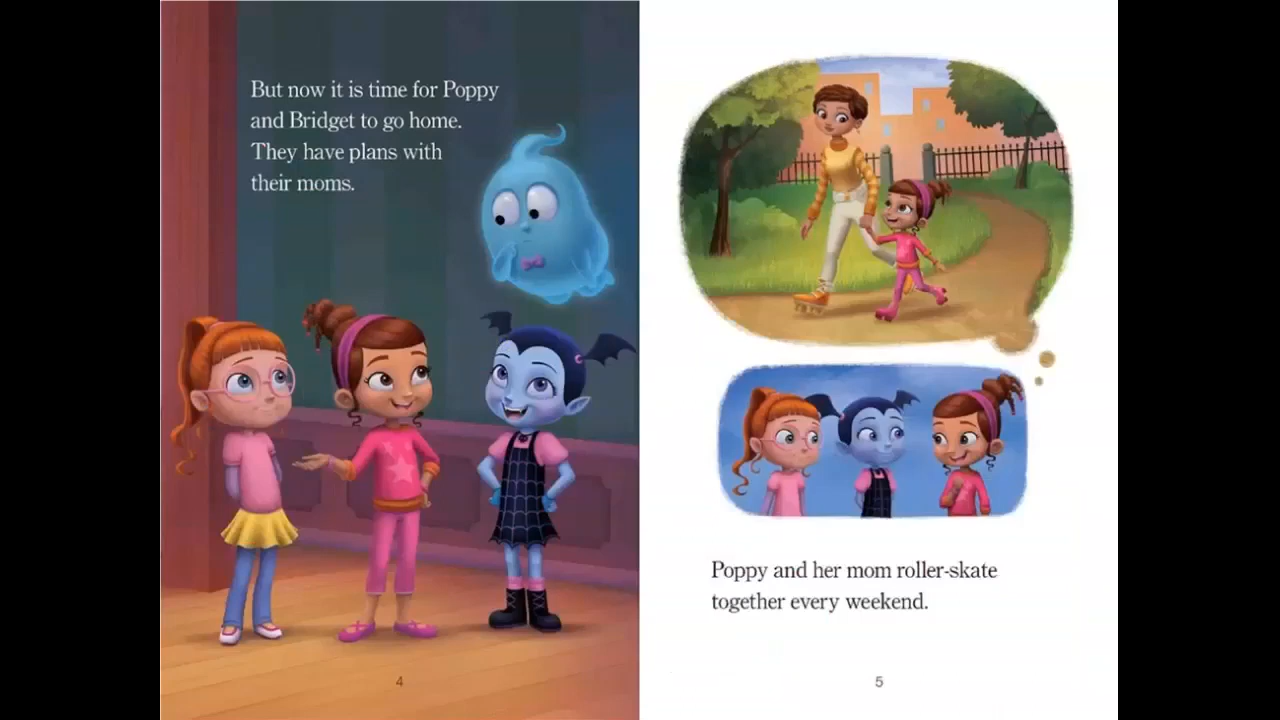 But now it is time for Poppy
and Bridget to go home.
They have plans with
their moms.
4
Poppy and her mom roller-skate
together every weekend.
5